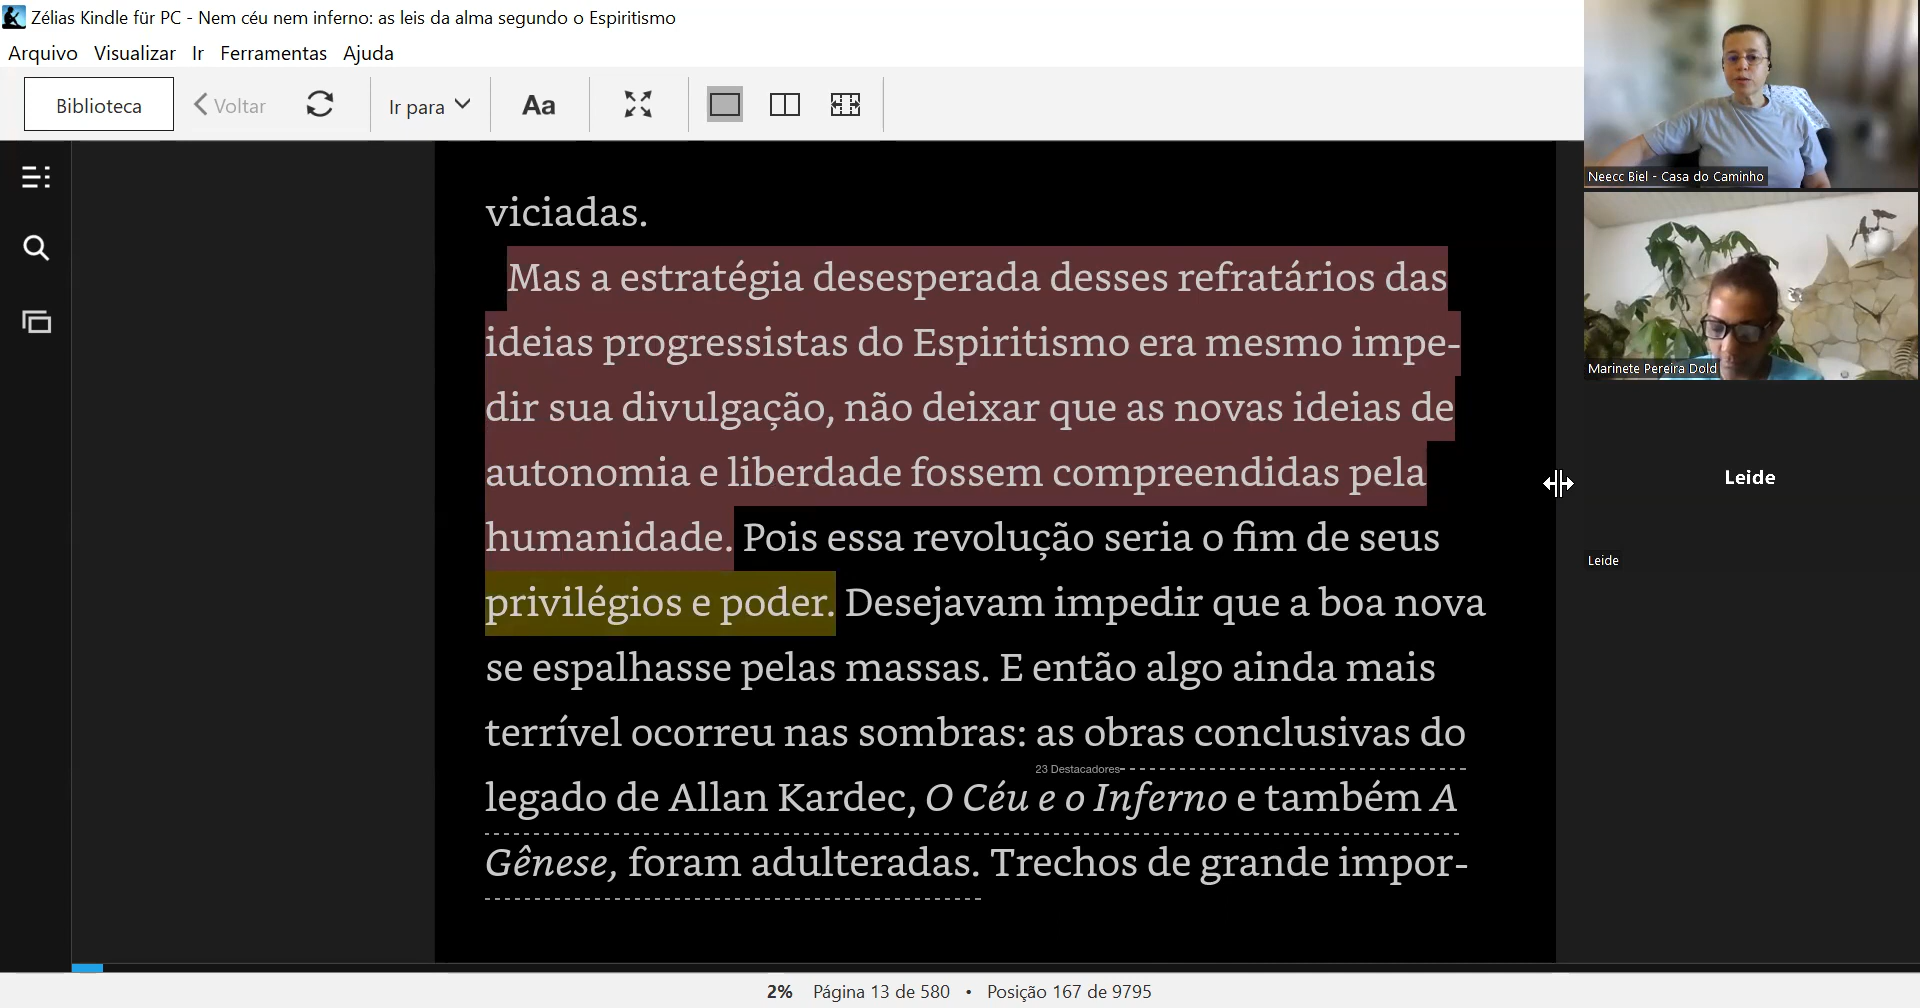 Zélias Kindle für PC - Nem céu nem inferno: as leis da alma segundo o Espiritismo
Arquivo Visualizar Ir Ferramentas Ajuda
Biblioteca Voltar Ir para Aa
viciadas.
Mas a estratégia desesperada desses refratários das
ideias progressistas do Espiritismo era mesmo impe-
dir sua divulgação, não deixar que as novas ideias de
autonomia e liberdade fossem compreendidas pela
humanidade. Pois essa revolução seria o fim de seus
privilégios e poder. Desejavam impedir que a boa nova
se espalhasse pelas massas. E então algo ainda mais
terrível ocorreu nas sombras: as obras conclusivas do
23 Destacadores
legado de Allan Kardec, O Céu e o Inferno e também A
Gênese, foram adulteradas. Trechos de grande impor-
2% Página 13 de 580 • Posição 167 de 9795
Neecc Biel - Casa do Caminho
Marinete Pereira Dold
Leide
Leide